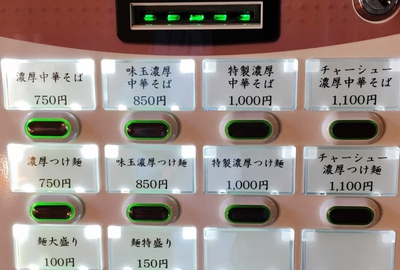 濃厚中華そば
750円
味玉濃厚
中華そば
850円
特製濃厚
中華そば
1,000円
チャーシュー
濃厚中華そば
1,100円
濃厚つけ麺
750円
味玉濃厚つけ麺
850円
特製濃厚つけ麺
1,000円
チャーシュー
濃厚つけ麺
1,100円
麺大盛り
100円
麺特盛り
150円